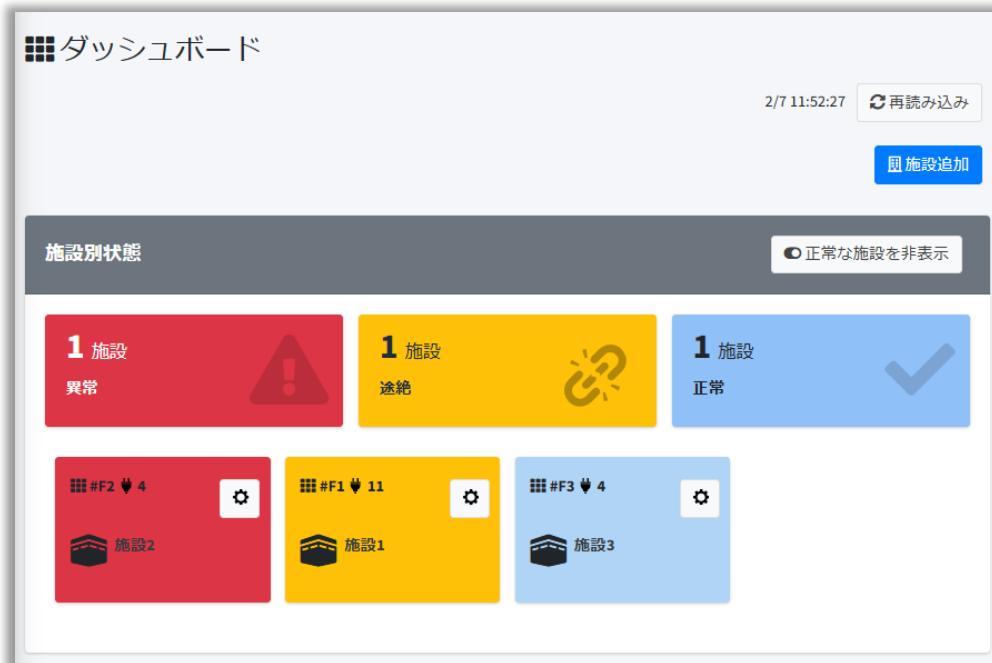 ダッシュボード
2/7 11:52:27 再読み込み
施設追加
施設別状態 正常な施設を非表示
1 施設
異常
1 施設
途絶
1 施設
正常
#F2 4
施設2
#F1 11
施設1
#F3 4
施設3